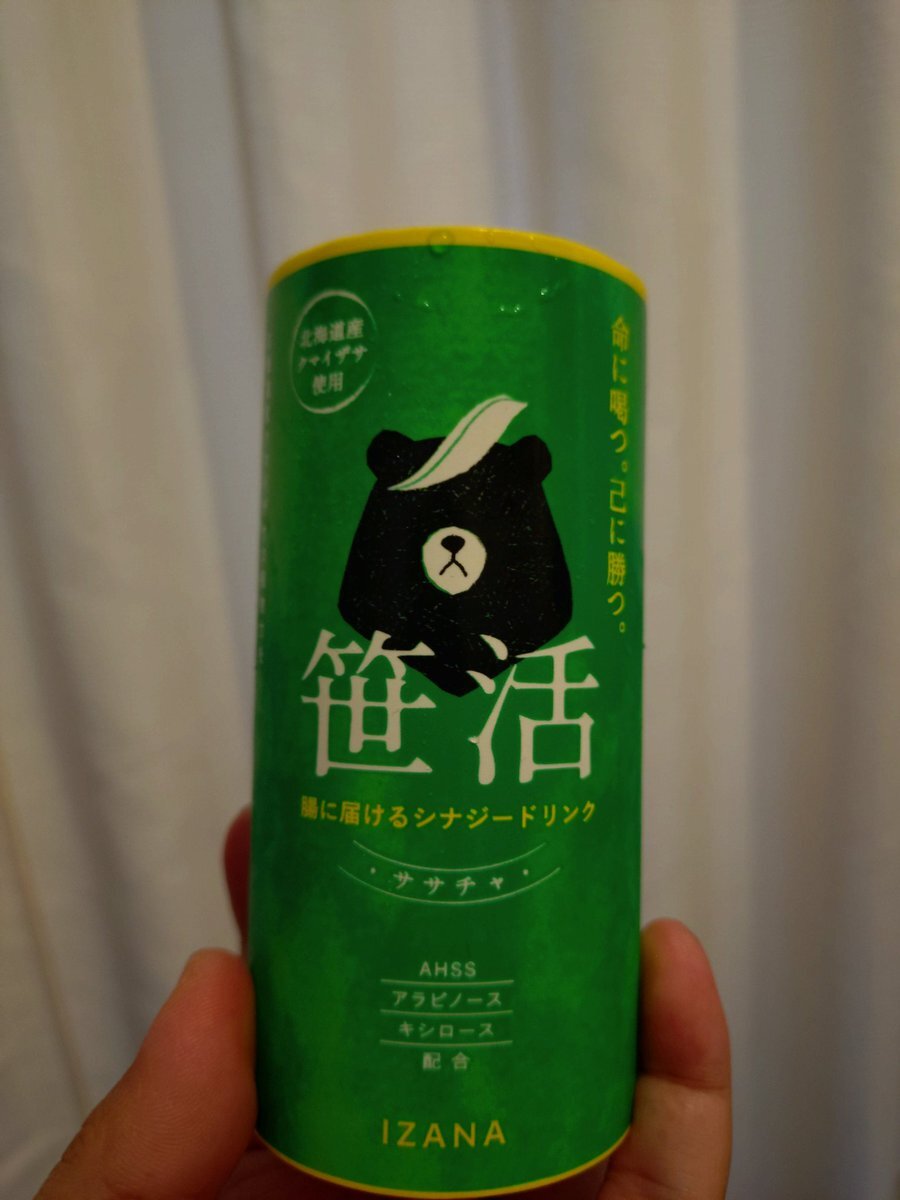 北海道産
クマイザサ
使用
命に喝つ。己に勝つ。
笹活
腸に届けるシナジードリンク
・ササチャ・
AHSS
アラビノース
キシロース
配合
IZANA